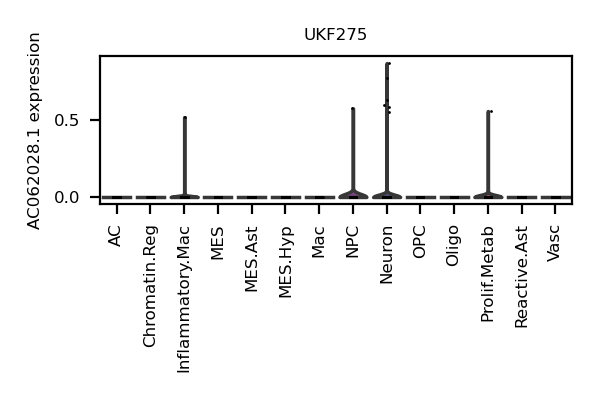 UKF275
AC062028.1 expression
0.5
0.0
AC
Chromatin.Reg
Inflammatory.Mac
MES
MES.Ast
MES.Hyp
Mac
NPC
Neuron
OPC
Oligo
Prolif.Metab
Reactive.Ast
Vasc